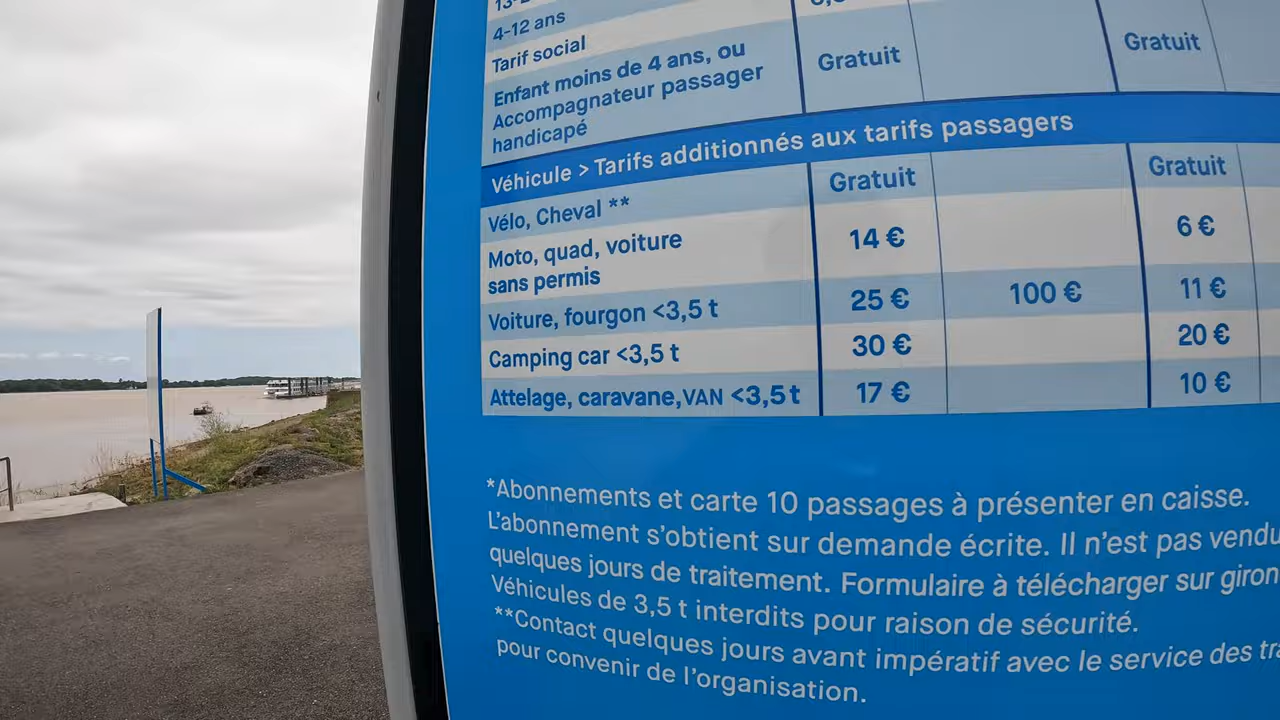 4-12 ans
Tarif social
Enfant moins de 4 ans, ou
Accompagnateur passager
handicapé
Gratuit
Gratuit
Véhicule > Tarifs additionnés aux tarifs passagers
Vélo, Cheval **
Gratuit
Gratuit
Moto, quad, voiture
sans permis
14 €
6 €
Voiture, fourgon <3,5 t
25 €
100 €
11 €
Camping car <3,5 t
30 €
20 €
Attelage, caravane, VAN <3,5 t
17 €
10 €
*Abonnements et carte 10 passages à présenter en caisse.
L'abonnement s'obtient sur demande écrite. Il n'est pas vendu
quelques jours de traitement. Formulaire à télécharger sur giron
Véhicules de 3,5 t interdits pour raison de sécurité.
**Contact quelques jours avant impératif avec le service des tra
pour convenir de l'organisation.